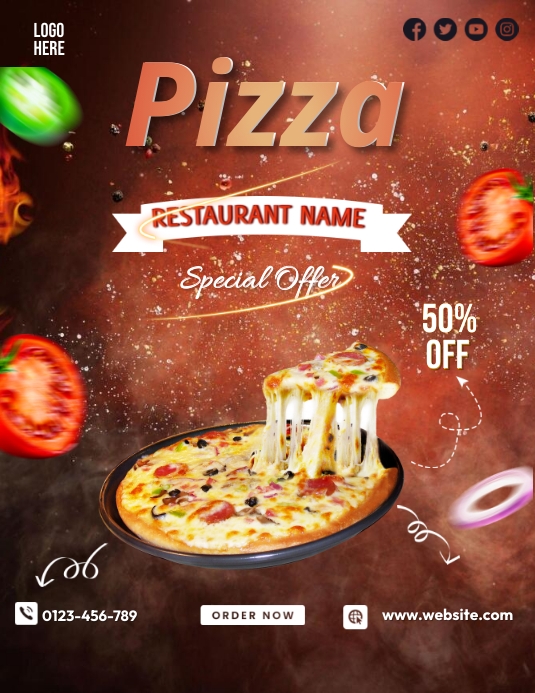 LOGO
HERE
Pizza
RESTAURANT NAME
Special Offer
50%
OFF
0123-456-789
ORDER NOW
www.website.com